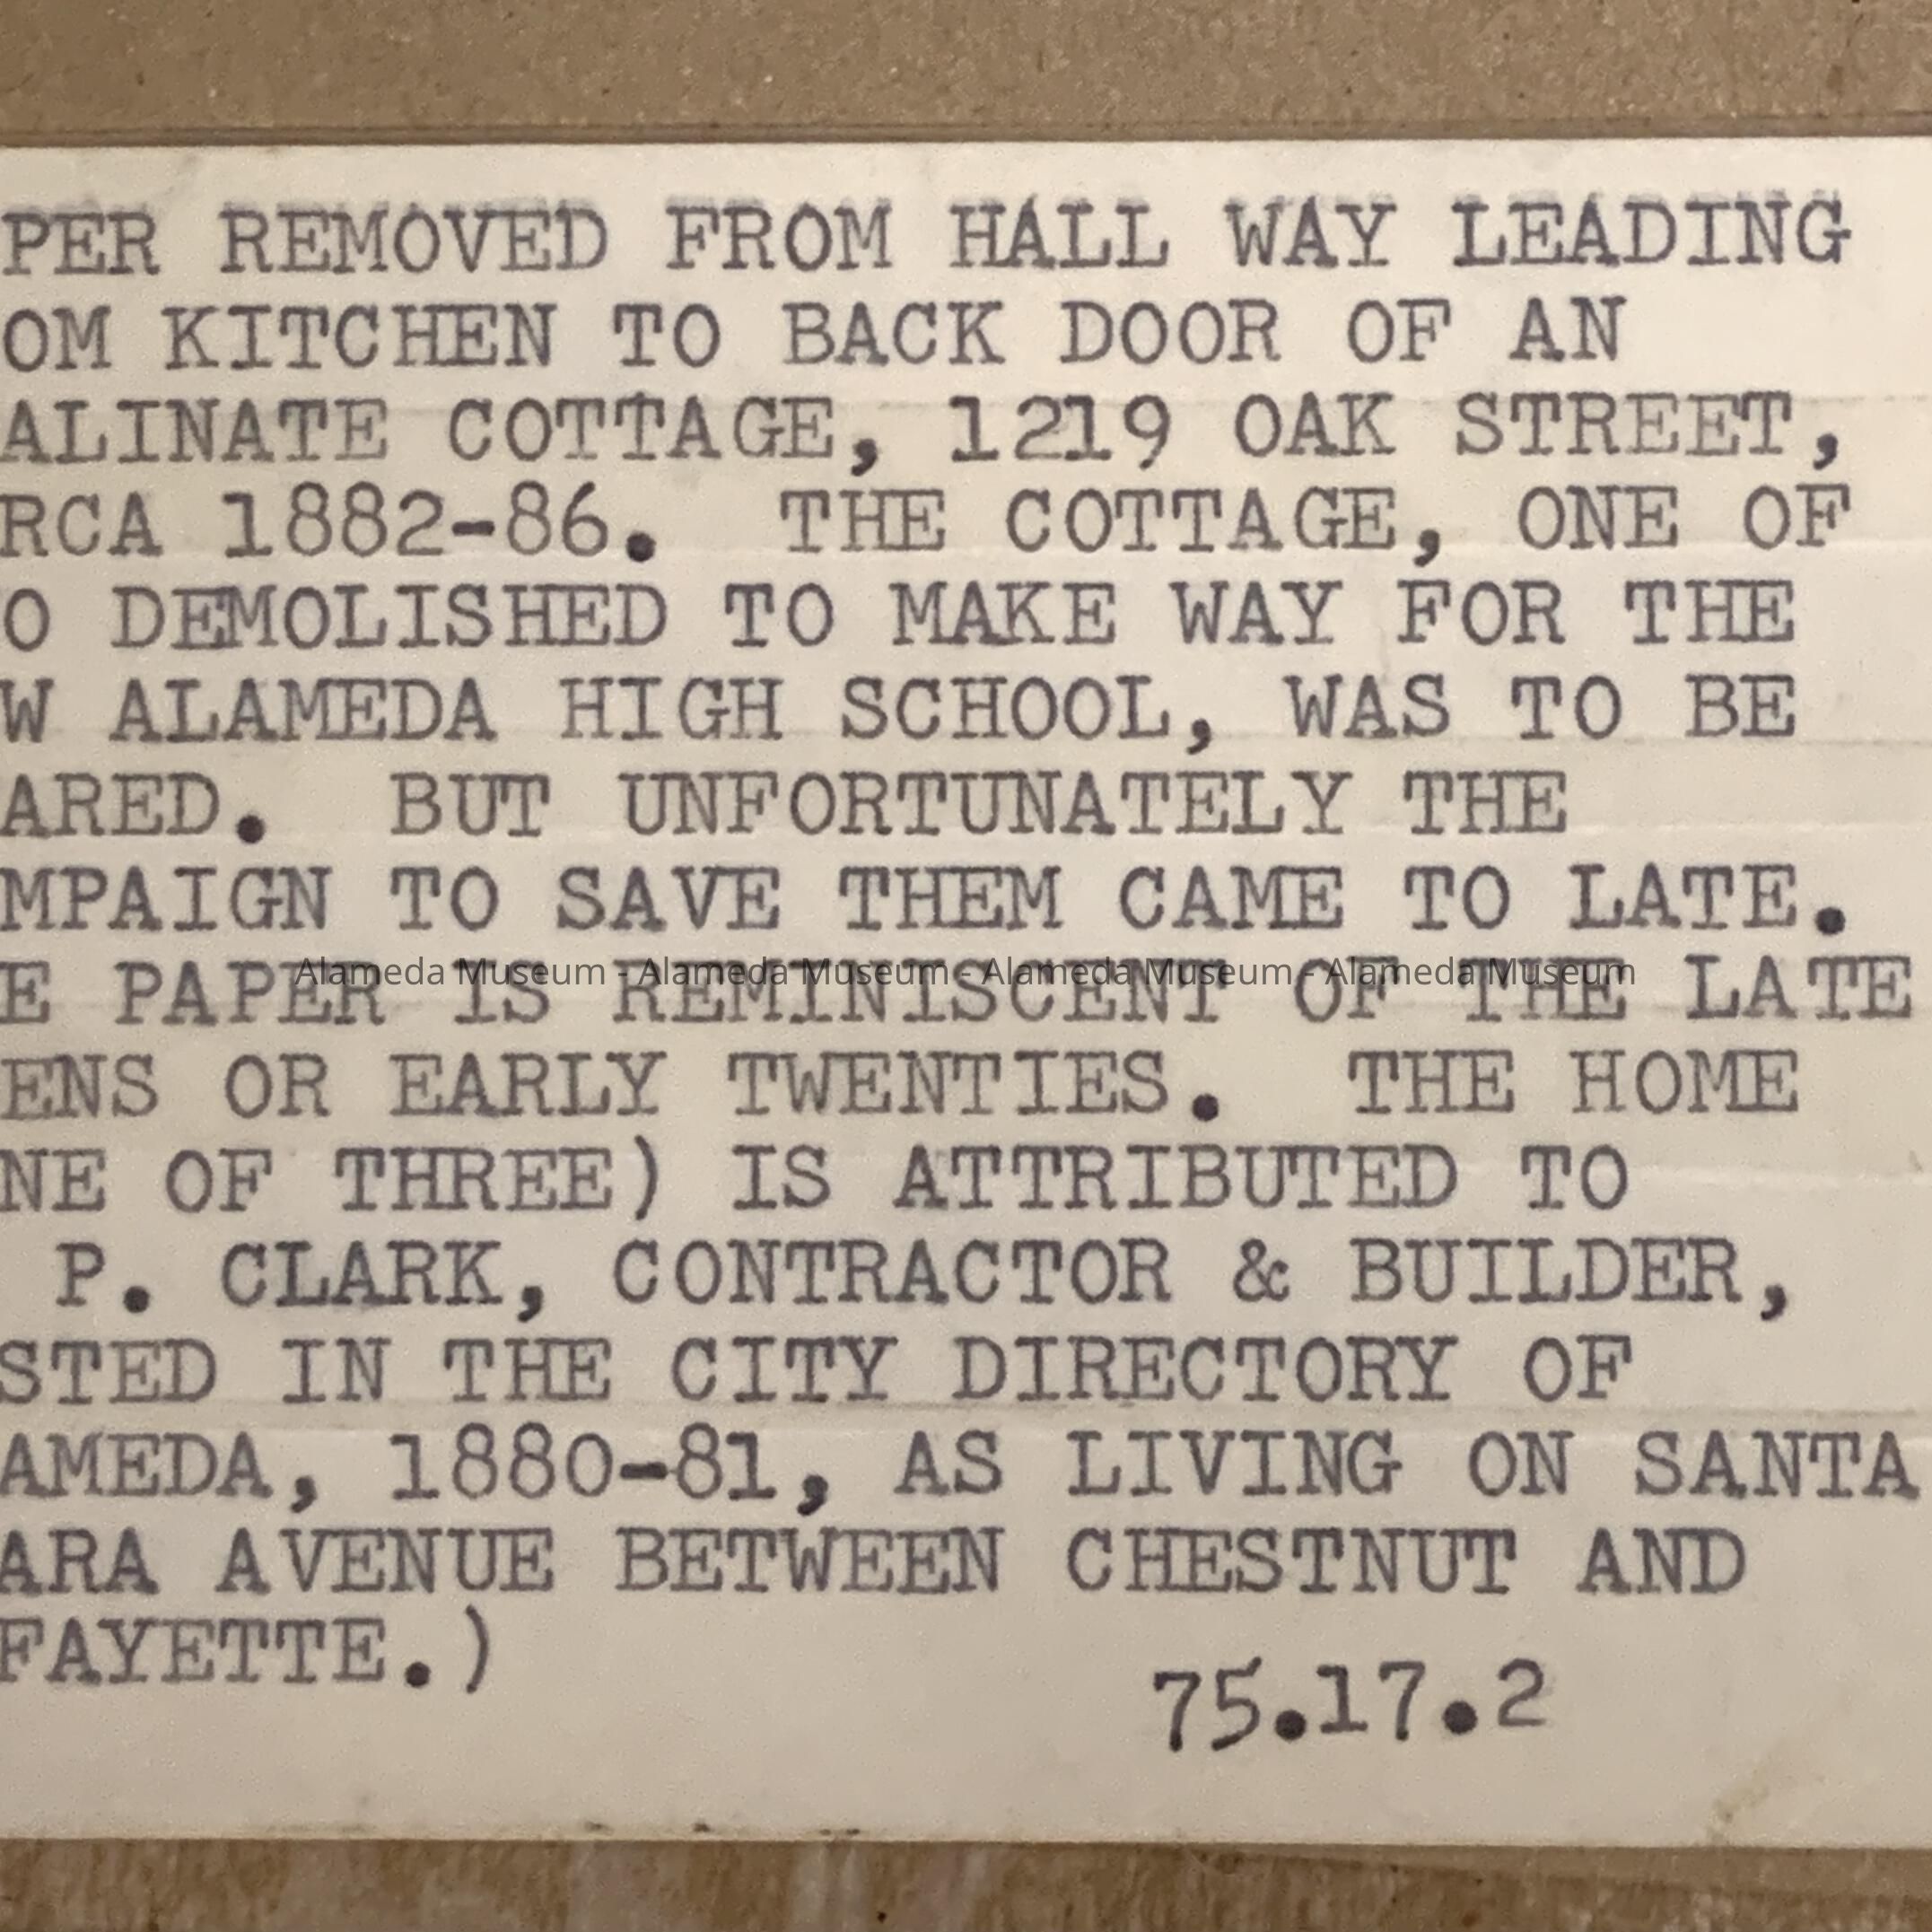 PER REMOVED FROM HALL WAY LEADING
OM KITCHEN TO BACK DOOR OF AN
ALINATE COTTAGE, 1219 OAK STREET,
RCA 1882-86. THE COTTAGE, ONE OF
O DEMOLISHED TO MAKE WAY FOR THE
W ALAMEDA HIGH SCHOOL, WAS TO BE
ARED. BUT UNFORTUNATELY THE
MPAIGN TO SAVE THEM CAME TO LATE.
Alameda Museum - Alameda Museum - Alameda Museum - Alameda Museum
E PAPER IS REMINISCENT OF THE LATE
ENS OR EARLY TWENTIES. THE HOME
NE OF THREE) IS ATTRIBUTED TO
P. CLARK, CONTRACTOR & BUILDER,
STED IN THE CITY DIRECTORY OF
AMEDA, 1880-81, AS LIVING ON SANTA
ARA AVENUE BETWEEN CHESTNUT AND
FAYETTE.)
75.17.2